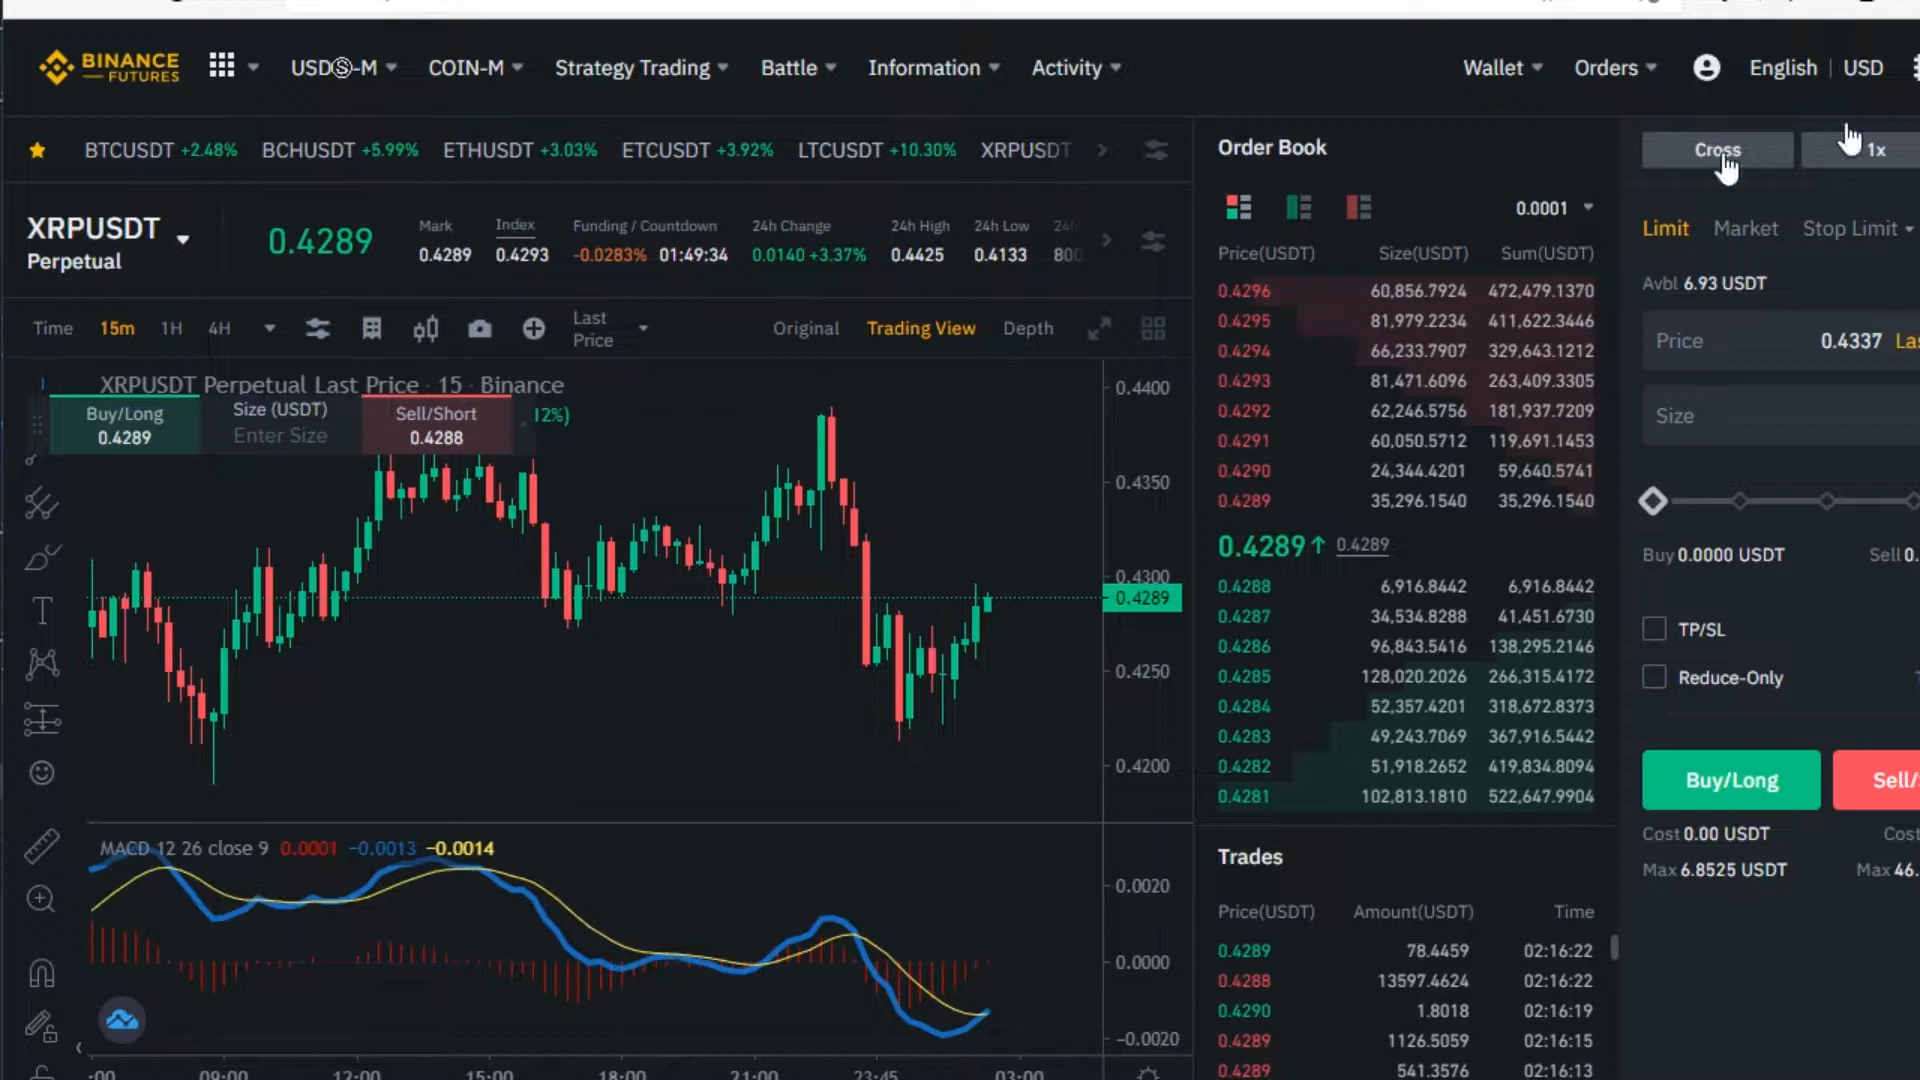 BINANCE
FUTURES
USDⓈ-M
COIN-M
Strategy Trading
Battle
Information
Activity
Wallet
Orders
English
USD
BTCUSDT +2.48%
BCHUSDT +5.99%
ETHUSDT +3.03%
ETCUSDT +3.92%
LTCUSDT +10.30%
XRPUSDT
XRPUSDT
Perpetual
0.4289
Mark
0.4289
Index
0.4293
Funding / Countdown
-0.0283% 01:49:34
24h Change
0.0140 +3.37%
24h High
0.4425
24h Low
0.4133
24h
800
Time
15m
1H
4H
Last
Price
Original
Trading View
Depth
XRPUSDT Perpetual Last Price · 15 · Binance
Buy/Long
0.4289
Size (USDT)
Enter Size
Sell/Short
0.4288
12%)
0.4400
0.4350
0.4300
0.4289
0.4250
0.4200
MACD 12 26 close 9 0.0001 −0.0013 −0.0014
0.0020
0.0000
−0.0020
:00
09:00
12:00
15:00
18:00
21:00
23:45
03:00
Order Book
0.0001
Price(USDT) Size(USDT) Sum(USDT)
0.4296 60,856.7924 472,479.1370
0.4295 81,979.2234 411,622.3446
0.4294 66,233.7907 329,643.1212
0.4293 81,471.6096 263,409.3305
0.4292 62,246.5756 181,937.7209
0.4291 60,050.5712 119,691.1453
0.4290 24,344.4201 59,640.5741
0.4289 35,296.1540 35,296.1540
0.4289↑ 0.4289
0.4288 6,916.8442 6,916.8442
0.4287 34,534.8288 41,451.6730
0.4286 96,843.5416 138,295.2146
0.4285 128,020.2026 266,315.4172
0.4284 52,357.4201 318,672.8373
0.4283 49,243.7069 367,916.5442
0.4282 51,918.2652 419,834.8094
0.4281 102,813.1810 522,647.9904
Trades
Price(USDT) Amount(USDT) Time
0.4289 78.4459 02:16:22
0.4288 13597.4624 02:16:22
0.4290 1.8018 02:16:19
0.4289 1126.5059 02:16:15
0.4289 541.3576 02:16:13
Cross
1x
Limit
Market
Stop Limit
Avbl 6.93 USDT
Price 0.4337 Las
Size
Buy 0.0000 USDT
Sell 0.
TP/SL
Reduce-Only
Buy/Long
Sell/
Cost 0.00 USDT
Cost
Max 6.8525 USDT
Max 46.